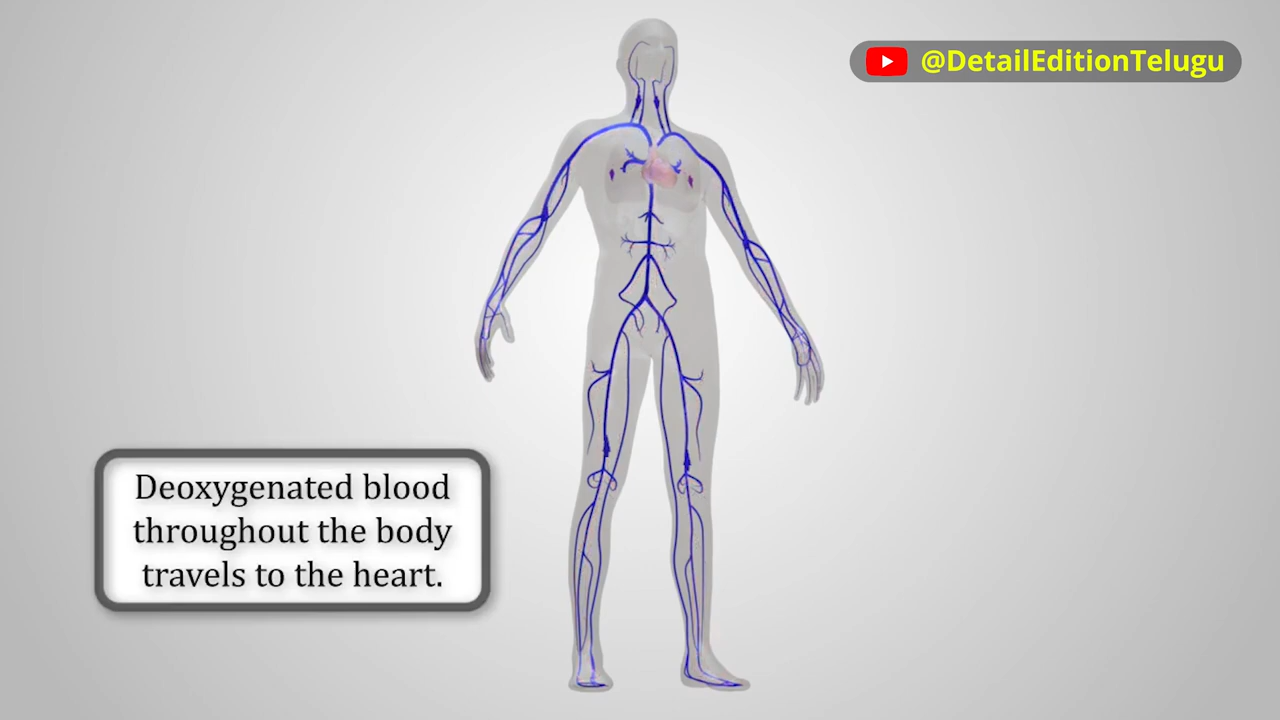 @DetailEditionTelugu
Deoxygenated blood
throughout the body
travels to the heart.